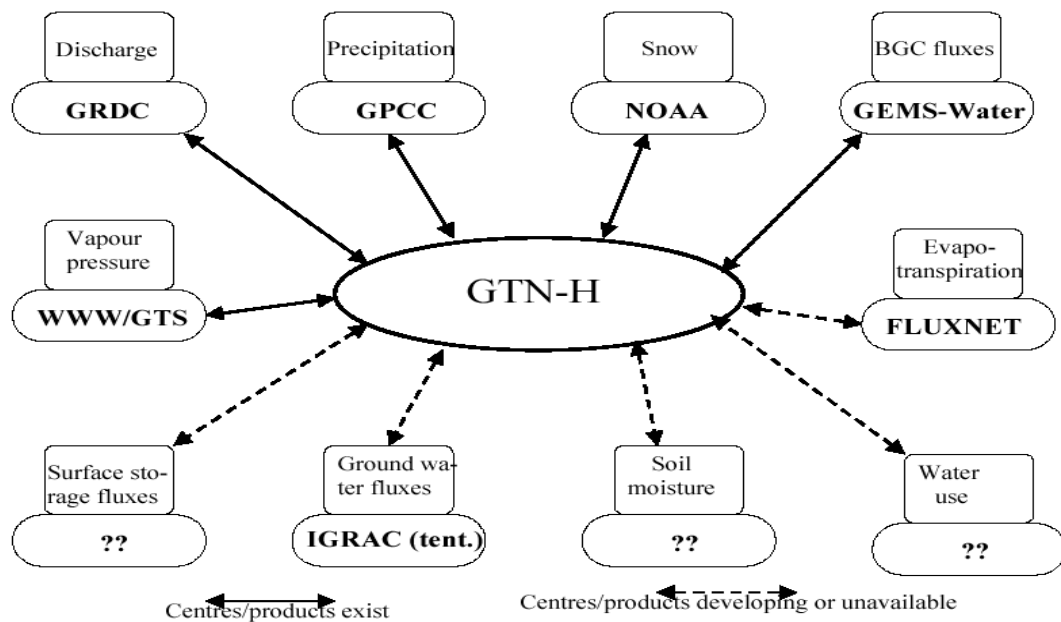 Discharge
GRDC
Precipitation
GPCC
Snow
NOAA
BGC fluxes
GEMS-Water
Vapour
pressure
WWW/GTS
GTN-H
Evapo-
transpiration
FLUXNET
Surface sto-
rage fluxes
??
Ground wa-
ter fluxes
IGRAC (tent.)
Soil
moisture
??
Water
use
??
Centres/products exist
Centres/products developing or unavailable